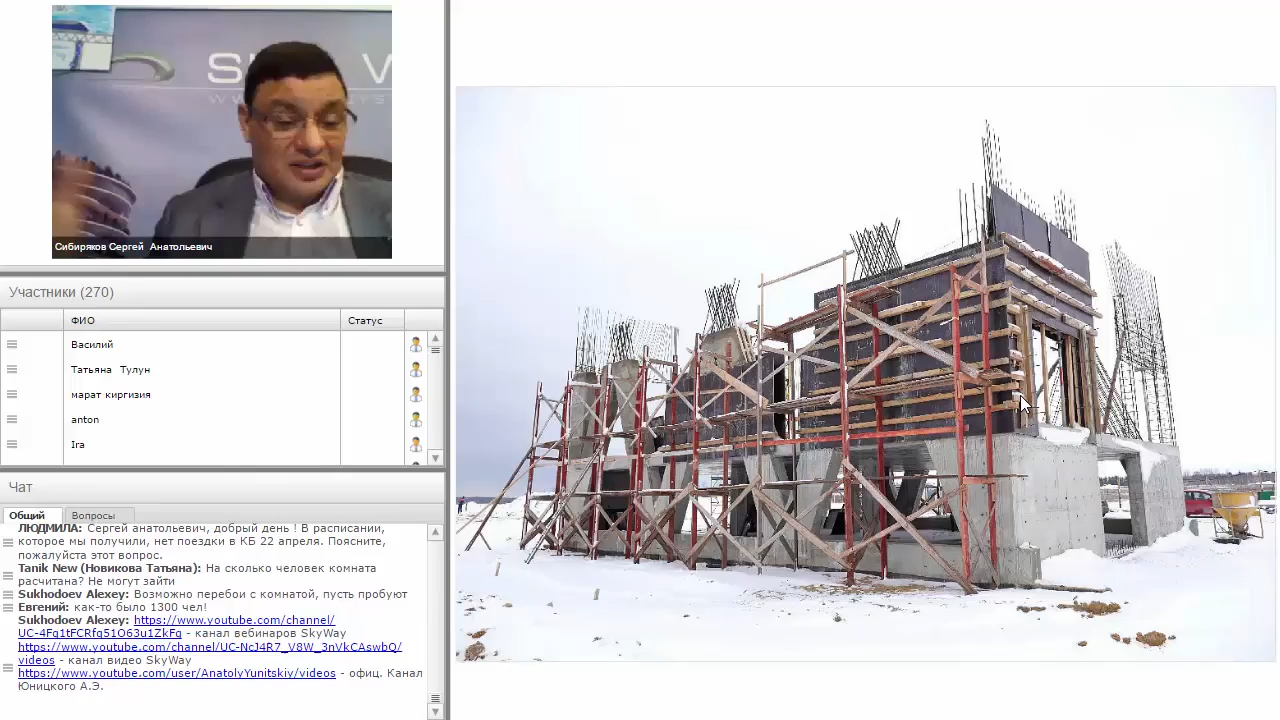 SKY W
Сибиряков Сергей Анатольевич
Участники (270)
ФИО
Статус
Василий
Татьяна Тулун
марат киргизия
anton
Ira
Чат
Общий
Вопросы
ЛЮДМИЛА: Сергей анатольевич, добрый день ! В расписании,
которое мы получили, нет поездки в КБ 22 апреля. Поясните,
пожалуйста этот вопрос.
Tanik New (Новикова Татьяна): На сколько человек комната
расчитана? Не могут зайти
Sukhodoev Alexey: Возможно перебои с комнатой, пусть пробуют
Евгений: как-то было 1300 чел!
Sukhodoev Alexey: https://www.youtube.com/channel/
UC-4Fq1tFCRfg51O63u1ZkFg - канал вебинаров SkyWay
https://www.youtube.com/channel/UC-NcJ4R7_V8W_3nVkCAswbQ/
videos - канал видео SkyWay
https://www.youtube.com/user/AnatolyYunitskiy/videos - офиц. Канал
Юницкого А.Э.